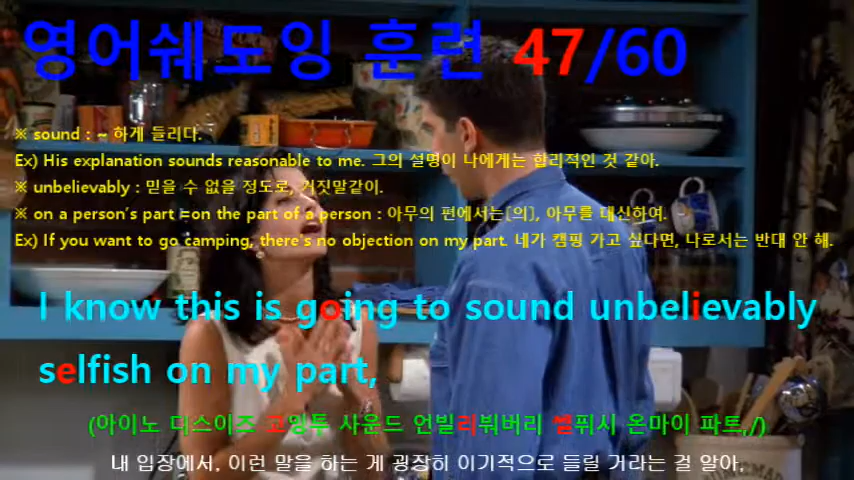 영어쉐도잉 훈련 47/60
※ sound : ~ 하게 들리다.
Ex) His explanation sounds reasonable to me. 그의 설명이 나에게는 합리적인 것 같아.
※ unbelievably : 믿을 수 없을 정도로, 거짓말같이.
※ on a person's part =on the part of a person : 아무의 편에서는[의], 아무를 대신하여.
Ex) If you want to go camping, there's no objection on my part. 네가 캠핑 가고 싶다면, 나로서는 반대 안 해.
I know this is going to sound unbelievably
selfish on my part,
(아이노 디스이즈 고잉투 사운드 언빌리붜버리 쎌퓌시 온마이 파트,/)
내 입장에서, 이런 말을 하는 게 굉장히 이기적으로 들릴 거라는 걸 알아,